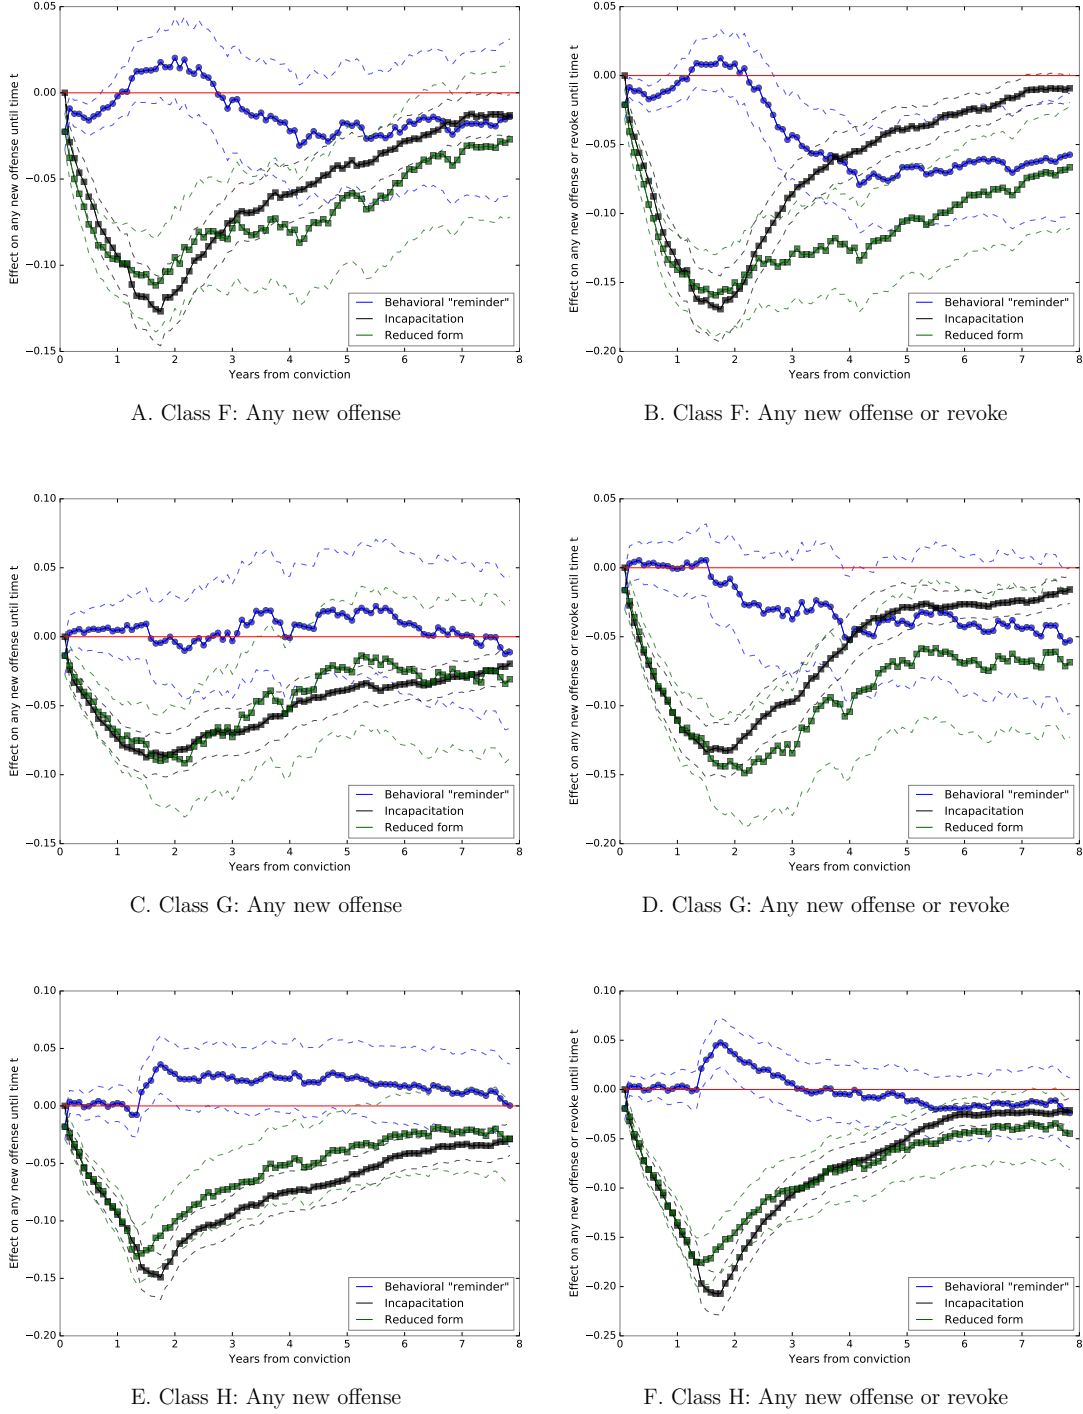 0.05
0.00
−0.05
−0.10
−0.15
0 1 2 3 4 5 6 7 8
Effect on any new offense until time t
Years from conviction
Behavioral "reminder"
Incapacitation
Reduced form
A. Class F: Any new offense
0.05
0.00
−0.05
−0.10
−0.15
−0.20
0 1 2 3 4 5 6 7 8
Effect on any new offense or revoke until time t
Years from conviction
Behavioral "reminder"
Incapacitation
Reduced form
B. Class F: Any new offense or revoke
0.10
0.05
0.00
−0.05
−0.10
−0.15
0 1 2 3 4 5 6 7 8
Effect on any new offense until time t
Years from conviction
Behavioral "reminder"
Incapacitation
Reduced form
C. Class G: Any new offense
0.05
0.00
−0.05
−0.10
−0.15
−0.20
0 1 2 3 4 5 6 7 8
Effect on any new offense or revoke until time t
Years from conviction
Behavioral "reminder"
Incapacitation
Reduced form
D. Class G: Any new offense or revoke
0.10
0.05
0.00
−0.05
−0.10
−0.15
−0.20
0 1 2 3 4 5 6 7 8
Effect on any new offense until time t
Years from conviction
Behavioral "reminder"
Incapacitation
Reduced form
E. Class H: Any new offense
0.10
0.05
0.00
−0.05
−0.10
−0.15
−0.20
−0.25
0 1 2 3 4 5 6 7 8
Effect on any new offense or revoke until time t
Years from conviction
Behavioral "reminder"
Incapacitation
Reduced form
F. Class H: Any new offense or revoke